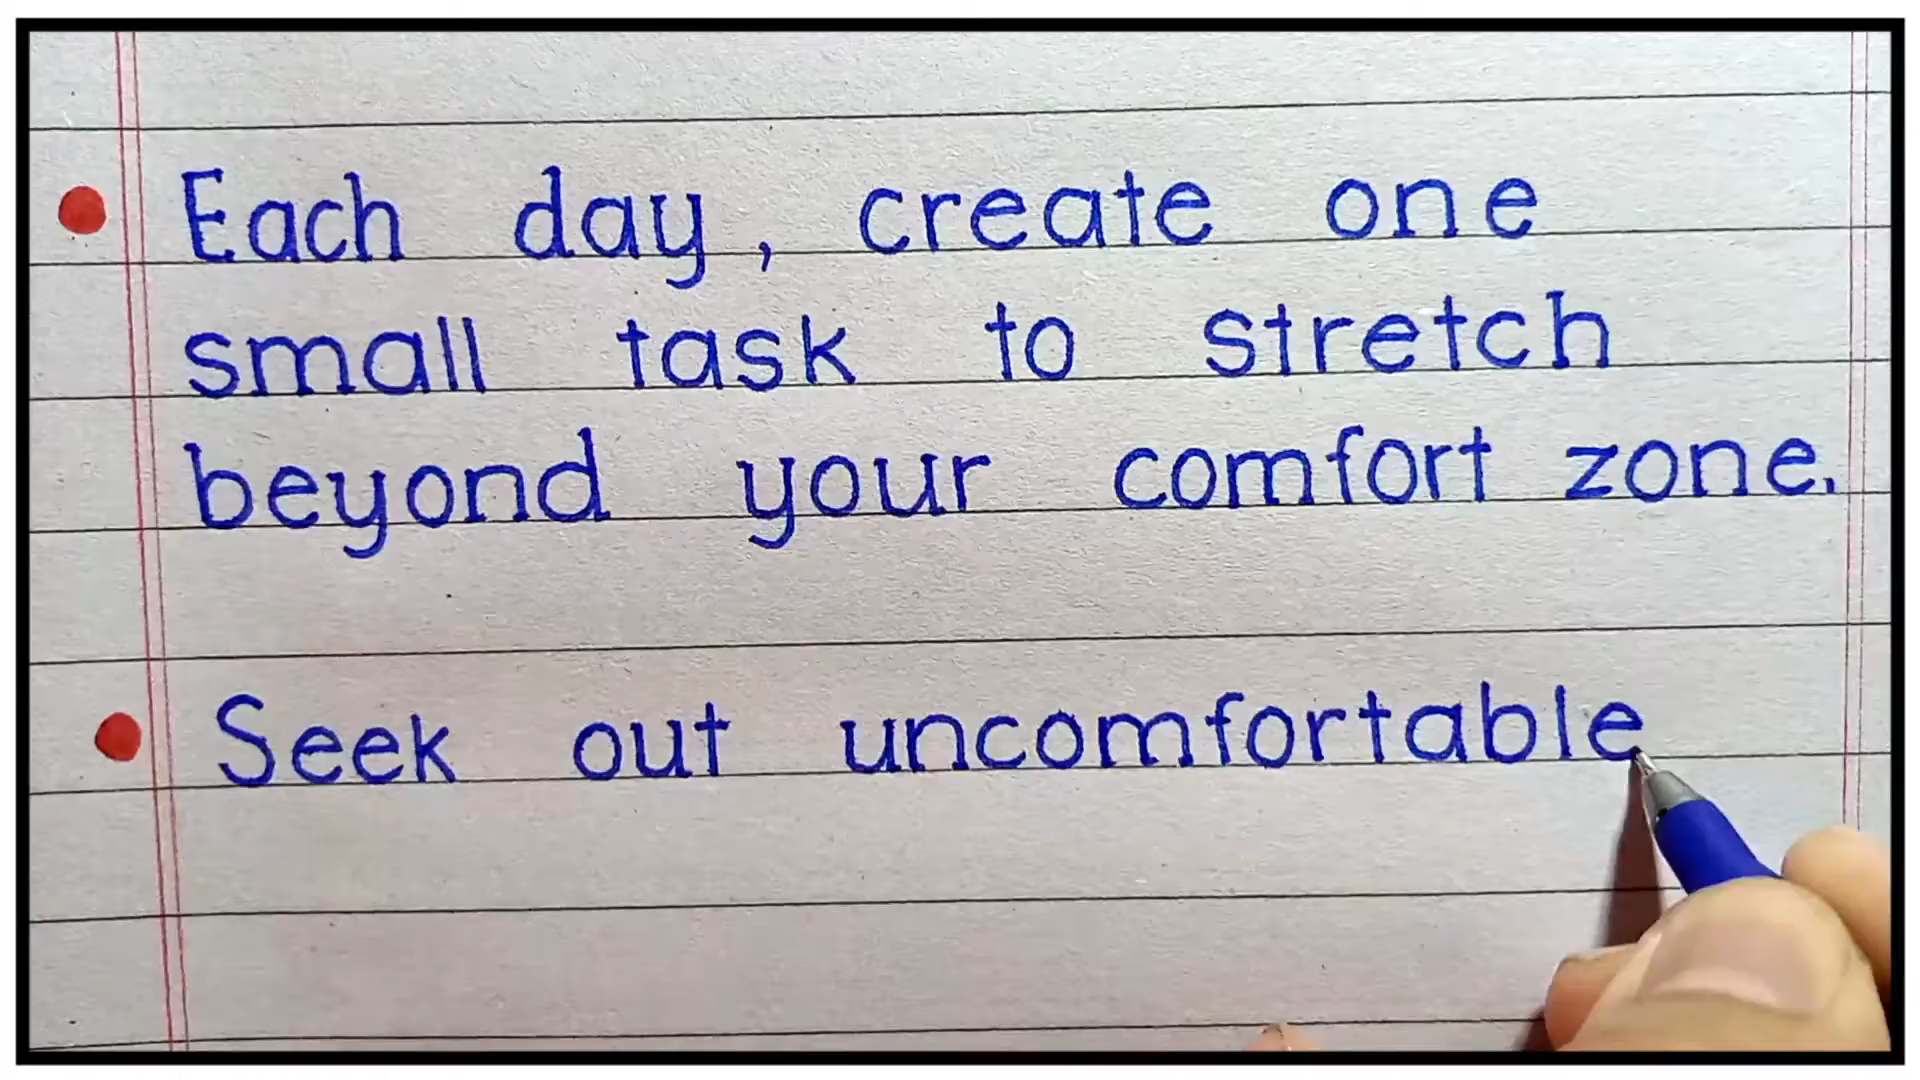 Each day, create one
small task to stretch
beyond your comfort zone.
Seek out uncomfortable